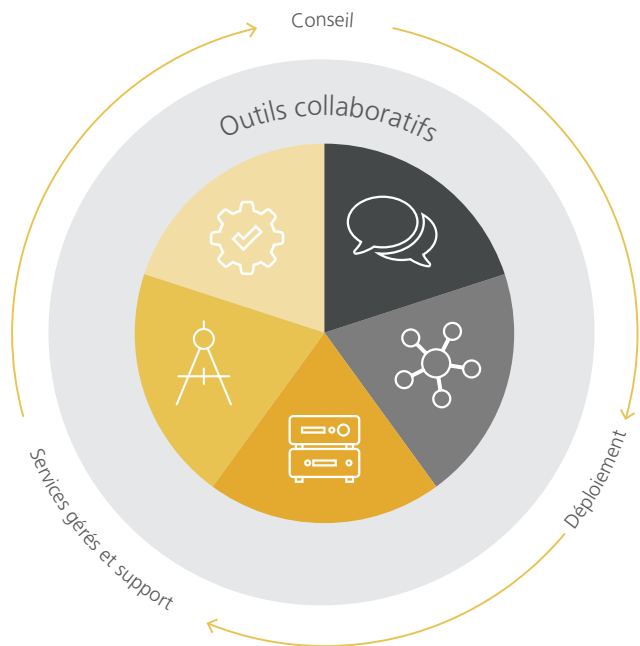 Conseil
Outils collaboratifs
Déploiement
Services gérés et support